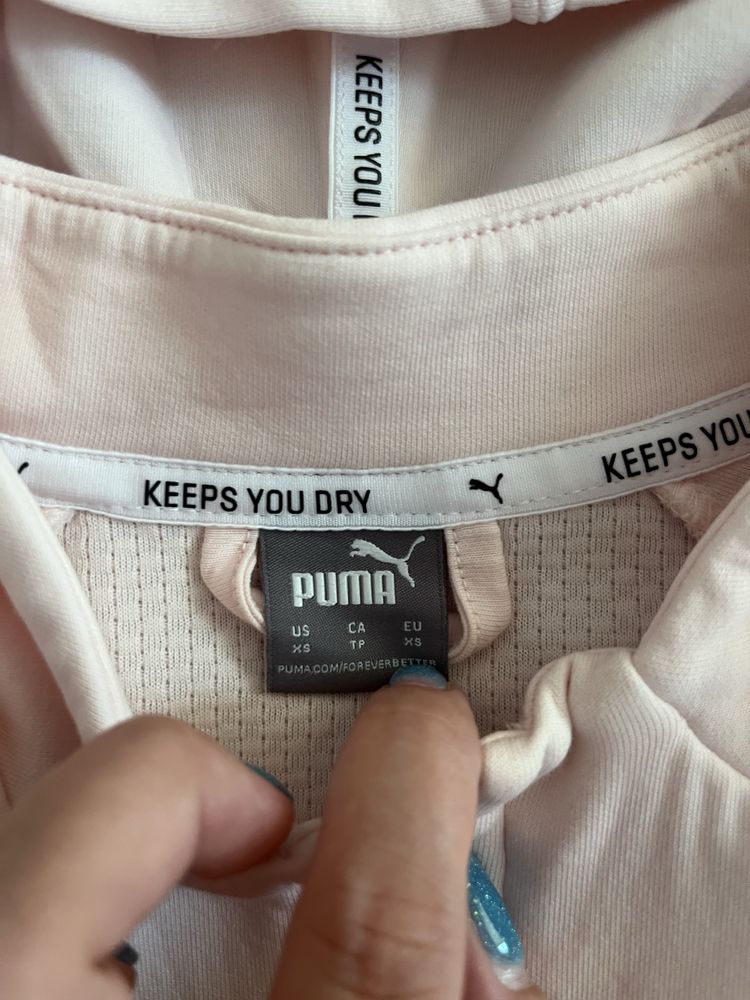 KEEPS YOU
KEEPS YOU DRY
KEEPS YOU
PUMA
US CA EU
XS TP XS
PUMA.COM/FOREVERBETTER